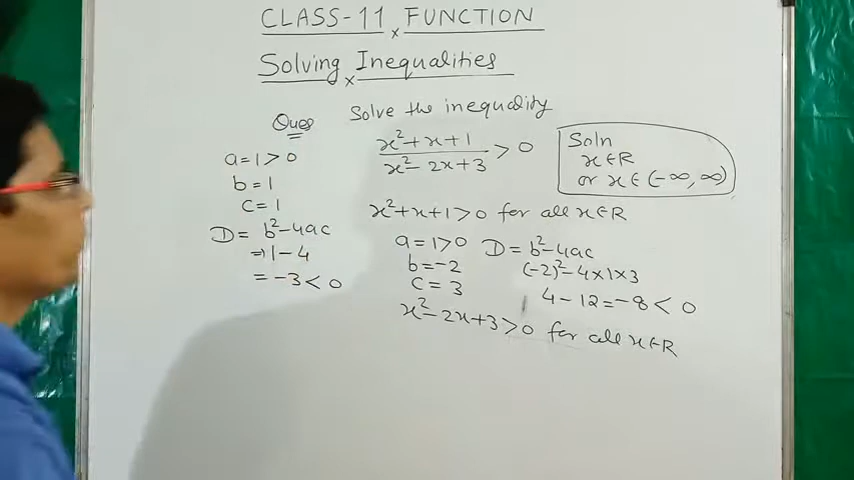 CLASS-11 x FUNCTION
Solving x Inequalities
Ques Solve the inequality
x²+x+1 / x²-2x+3 > 0
Soln
x∈R
or x∈(-∞,∞)
a=1>0
b=1
c=1
D=b²-4ac
⇒1-4
=-3<0
x²+x+1>0 for all x∈R
a=1>0
b=-2
c=3
D=b²-4ac
(-2)²-4×1×3
4-12=-8<0
x²-2x+3>0 for all x∈R